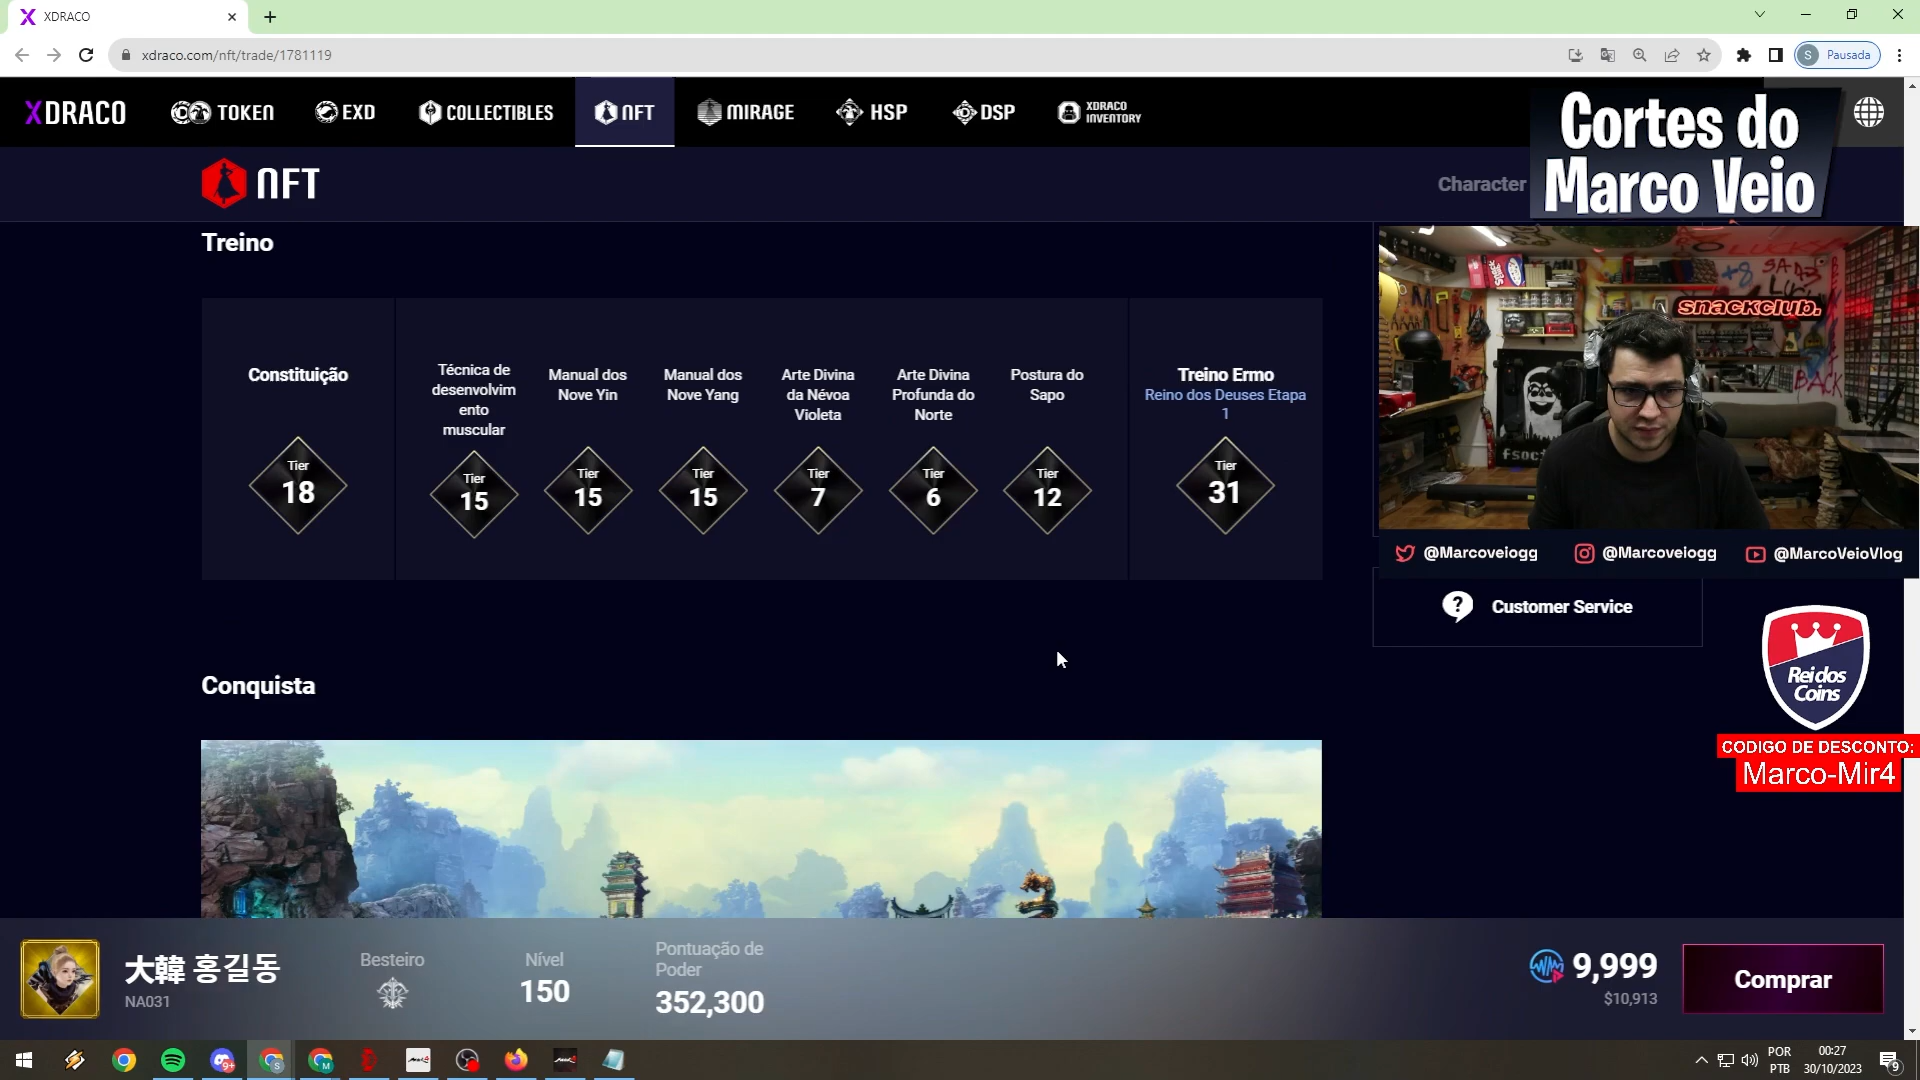 XDRACO
xdraco.com/nft/trade/1781119
S Pausada
XDRACO
TOKEN
EXD
COLLECTIBLES
NFT
MIRAGE
HSP
DSP
XDRACO
INVENTORY
Cortes do
Marco Veio
NFT
Character
Treino
Constituição
Tier
18
Técnica de
desenvolvim
ento
muscular
Tier
15
Manual dos
Nove Yin
Tier
15
Manual dos
Nove Yang
Tier
15
Arte Divina
da Névoa
Violeta
Tier
7
Arte Divina
Profunda do
Norte
Tier
6
Postura do
Sapo
Tier
12
Treino Ermo
Reino dos Deuses Etapa
1
Tier
31
snackclub.
fsoc
@Marcoveiogg
@Marcoveiogg
@MarcoVeioVlog
? Customer Service
Rei dos
Coins
CODIGO DE DESCONTO:
Marco-Mir4
Conquista
大韓 홍길동
NA031
Besteiro
Nível
150
Pontuação de
Poder
352,300
9,999
$10,913
Comprar
9+
S
M
POR
PTB
00:27
30/10/2023
9